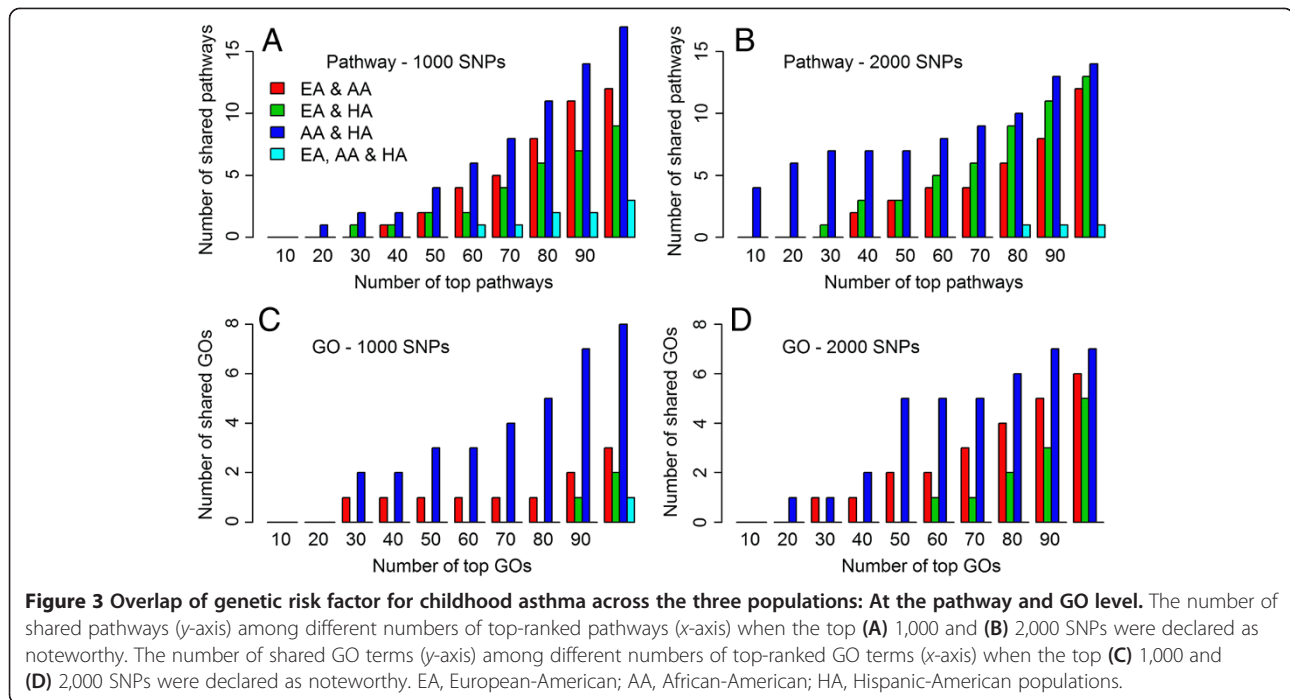 A
Pathway - 1000 SNPs
EA & AA
EA & HA
AA & HA
EA, AA & HA
Number of shared pathways
0
5
10
15
10 20 30 40 50 60 70 80 90
Number of top pathways
B
Pathway - 2000 SNPs
Number of shared pathways
0
5
10
15
10 20 30 40 50 60 70 80 90
Number of top pathways
C
GO - 1000 SNPs
Number of shared GOs
0
2
4
6
8
10 20 30 40 50 60 70 80 90
Number of top GOs
D
GO - 2000 SNPs
Number of shared GOs
0
2
4
6
8
10 20 30 40 50 60 70 80 90
Number of top GOs
Figure 3 Overlap of genetic risk factor for childhood asthma across the three populations: At the pathway and GO level. The number of
shared pathways (y-axis) among different numbers of top-ranked pathways (x-axis) when the top (A) 1,000 and (B) 2,000 SNPs were declared as
noteworthy. The number of shared GO terms (y-axis) among different numbers of top-ranked GO terms (x-axis) when the top (C) 1,000 and
(D) 2,000 SNPs were declared as noteworthy. EA, European-American; AA, African-American; HA, Hispanic-American populations.